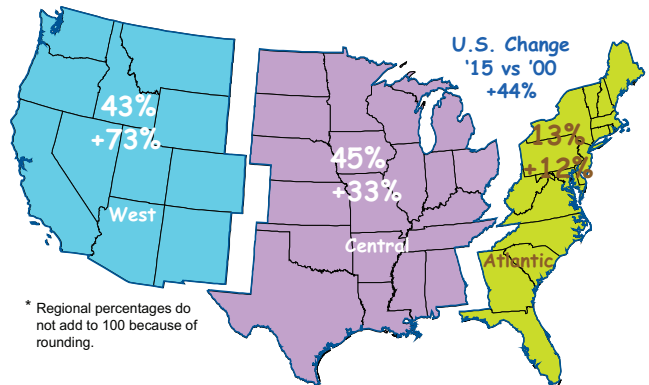 U.S. Change
‘15 vs ’00
+44%
43%
+73%
West
45%
+33%
Central
13%
+12%
Atlantic
* Regional percentages do
not add to 100 because of
rounding.